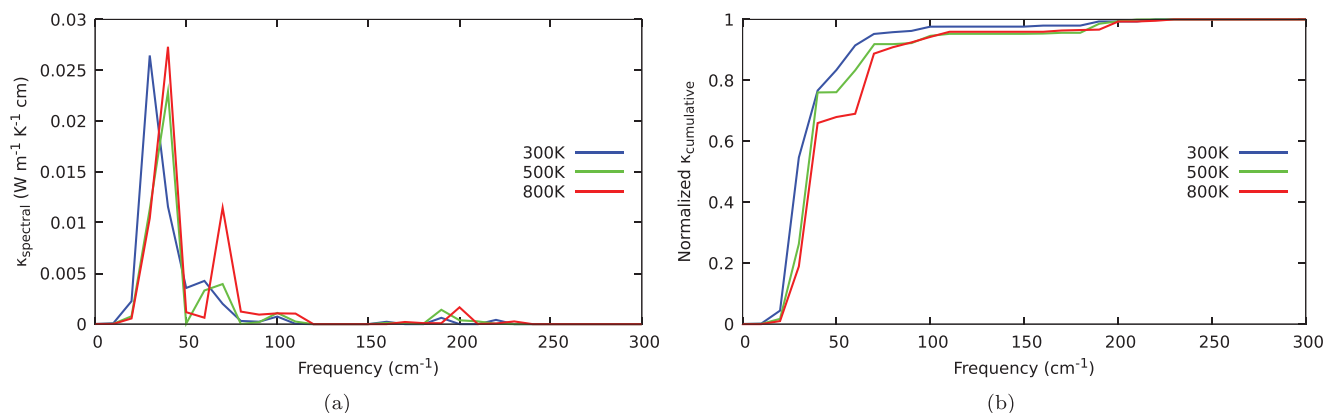 0.03
0.025
0.02
0.015
0.01
0.005
0
κspectral (W m-1 K-1 cm)
300K
500K
800K
0 50 100 150 200 250 300
Frequency (cm-1)
(a)
1
0.8
0.6
0.4
0.2
0
Normalized κcumulative
300K
500K
800K
0 50 100 150 200 250 300
Frequency (cm-1)
(b)